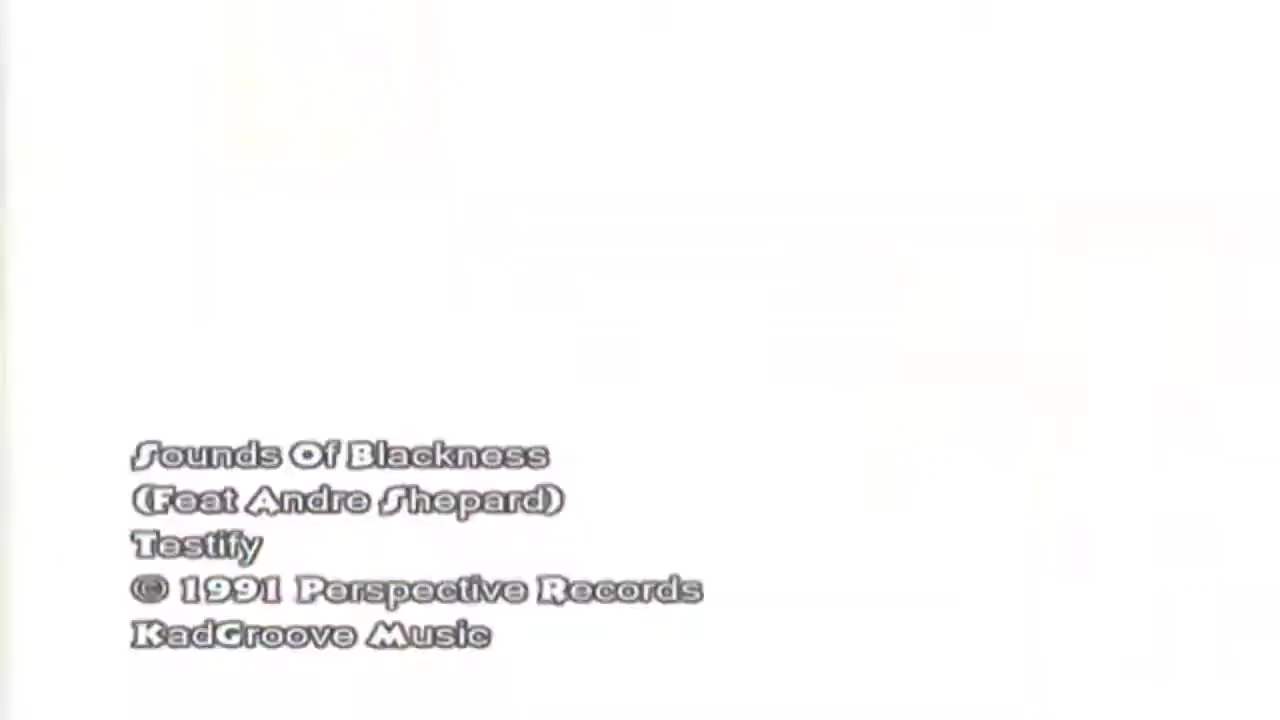 Sounds Of Blackness
(Feat Andre Shepard)
Testify
© 1991 Perspective Records
KadGroove Music